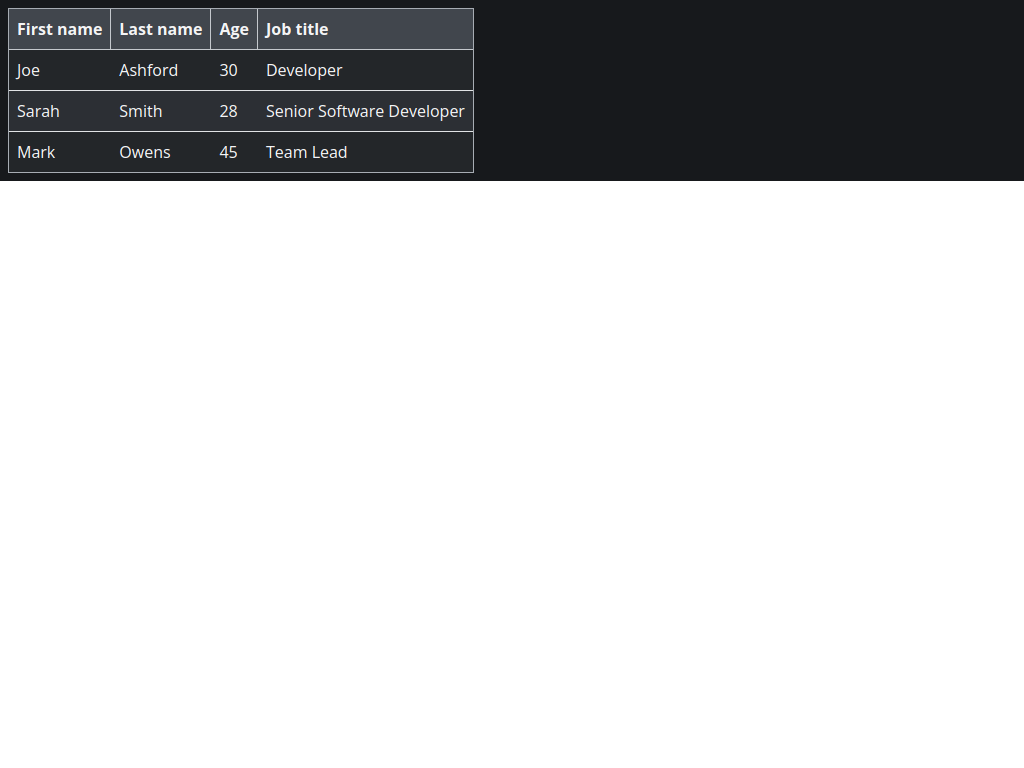 First name Last name Age Job title
Joe Ashford 30 Developer
Sarah Smith 28 Senior Software Developer
Mark Owens 45 Team Lead